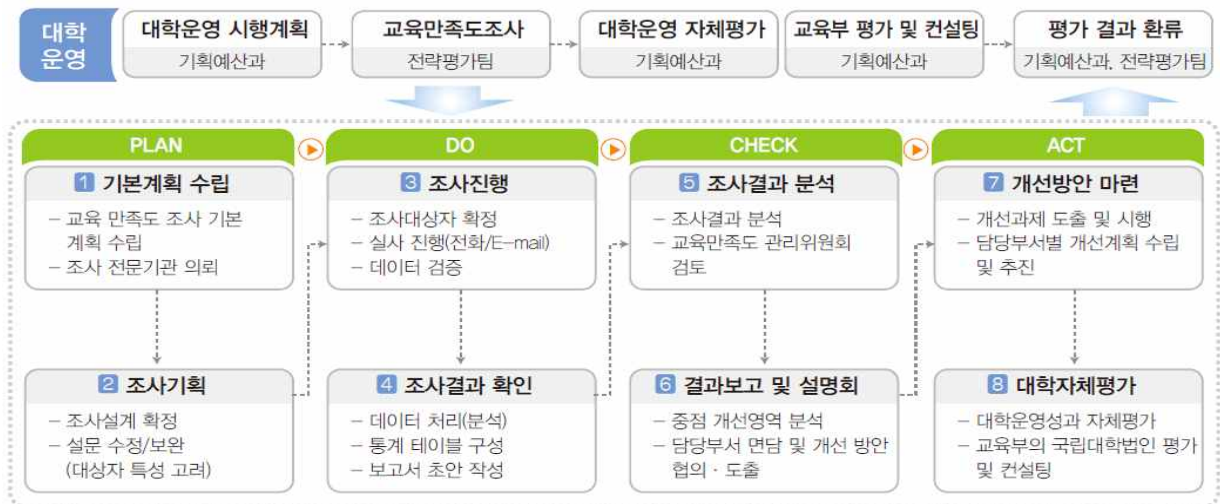 대학
운영
대학운영 시행계획
기획예산과
교육만족도조사
전략평가팀
대학운영 자체평가
기획예산과
교육부 평가 및 컨설팅
기획예산과
평가 결과 환류
기획예산과, 전략평가팀
PLAN
1 기본계획 수립
– 교육 만족도 조사 기본
계획 수립
– 조사 전문기관 의뢰
2 조사기획
– 조사설계 확정
– 설문 수정/보완
(대상자 특성 고려)
DO
3 조사진행
– 조사대상자 확정
– 실사 진행(전화/E-mail)
– 데이터 검증
4 조사결과 확인
– 데이터 처리(분석)
– 통계 테이블 구성
– 보고서 초안 작성
CHECK
5 조사결과 분석
– 조사결과 분석
– 교육만족도 관리위원회
검토
6 결과보고 및 설명회
– 중점 개선영역 분석
– 담당부서 면담 및 개선 방안
협의 · 도출
ACT
7 개선방안 마련
– 개선과제 도출 및 시행
– 담당부서별 개선계획 수립
및 추진
8 대학자체평가
– 대학운영성과 자체평가
– 교육부의 국립대학법인 평가
및 컨설팅